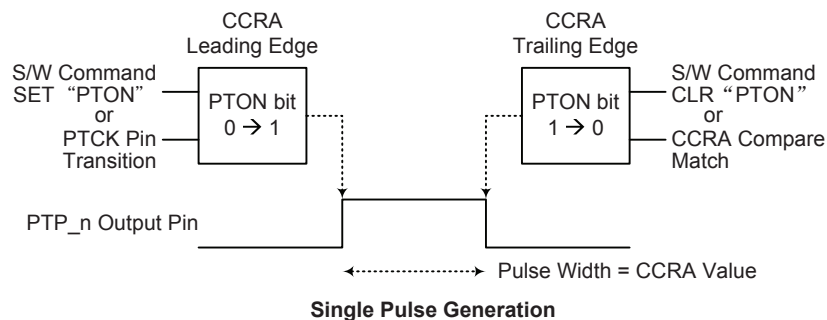 CCRA
Leading Edge
CCRA
Trailing Edge
S/W Command
SET “PTON”
or
PTCK Pin
Transition
PTON bit
0 → 1
PTON bit
1 → 0
S/W Command
CLR “PTON”
or
CCRA Compare
Match
PTP_n Output Pin
Pulse Width = CCRA Value
Single Pulse Generation